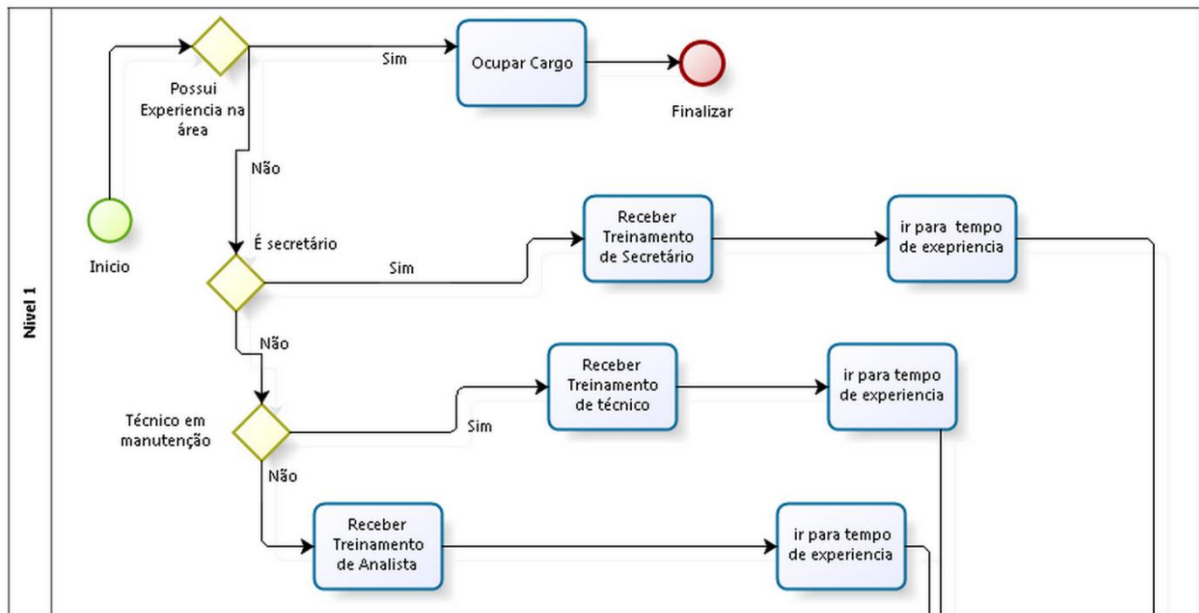 Nivel 1
Possui
Experiencia na
área
Sim
Ocupar Cargo
Finalizar
Não
Inicio
É secretário
Sim
Receber
Treinamento
de Secretário
ir para  tempo
de exepriencia
Não
Técnico em
manutenção
Sim
Receber
Treinamento
de técnico
ir para tempo
de experiencia
Não
Receber
Treinamento
de Analista
ir para tempo
de experiencia